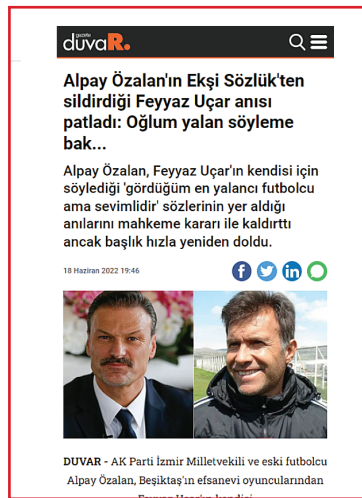 gazete
duvaR.
Alpay Özalan'ın Ekşi Sözlük'ten
sildirdiği Feyyaz Uçar anısı
patladı: Oğlum yalan söyleme
bak...
Alpay Özalan, Feyyaz Uçar'ın kendisi için
söylediği 'gördüğüm en yalancı futbolcu
ama sevimlidir' sözlerinin yer aldığı
anılarını mahkeme kararı ile kaldırttı
ancak başlık hızla yeniden doldu.
18 Haziran 2022 19:46
DUVAR - AK Parti İzmir Milletvekili ve eski futbolcu
Alpay Özalan, Beşiktaş'ın efsanevi oyuncularından